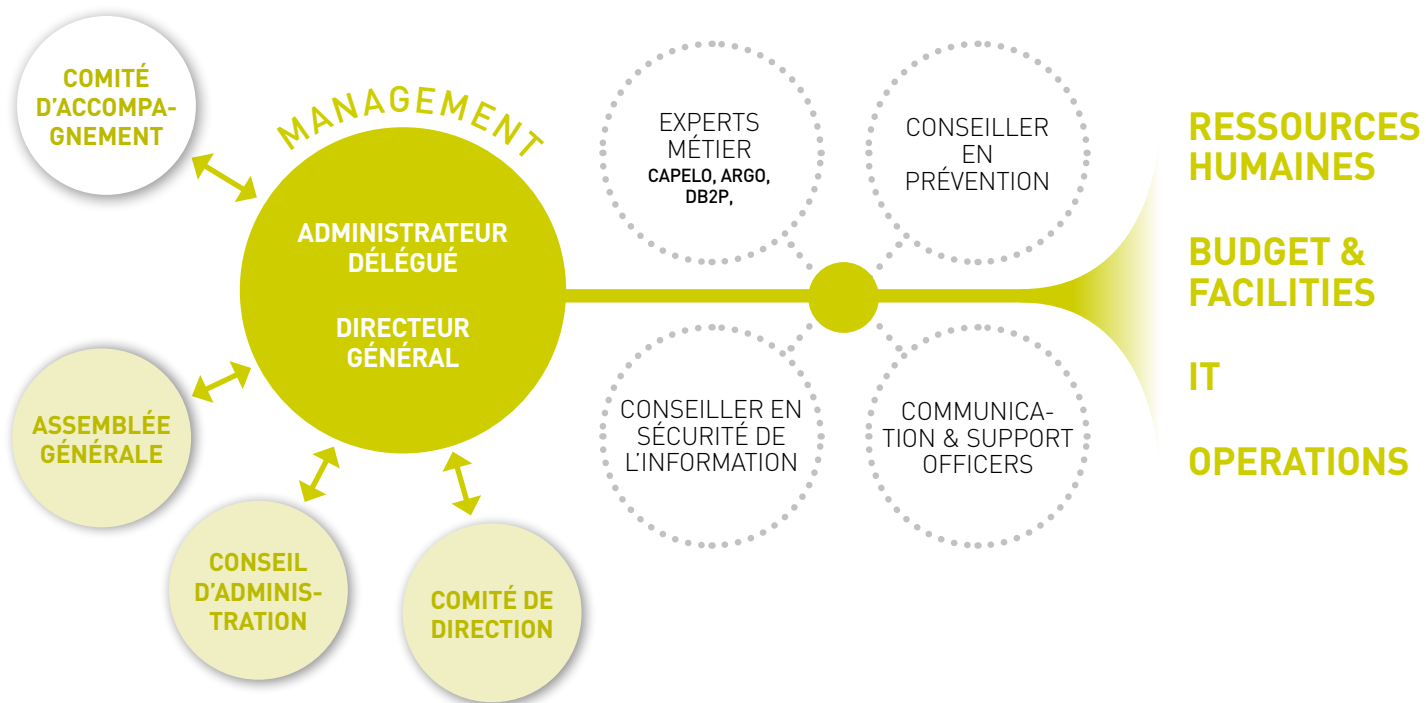 COMITÉ
D'ACCOMPA-
GNEMENT
MANAGEMENT
ADMINISTRATEUR
DÉLÉGUÉ
DIRECTEUR
GÉNÉRAL
ASSEMBLÉE
GÉNÉRALE
CONSEIL
D'ADMINIS-
TRATION
COMITÉ DE
DIRECTION
EXPERTS
MÉTIER
CAPELO, ARGO,
DB2P,
CONSEILLER
EN
PRÉVENTION
CONSEILLER EN
SÉCURITÉ DE
L'INFORMATION
COMMUNICA-
TION & SUPPORT
OFFICERS
RESSOURCES
HUMAINES
BUDGET &
FACILITIES
IT
OPERATIONS